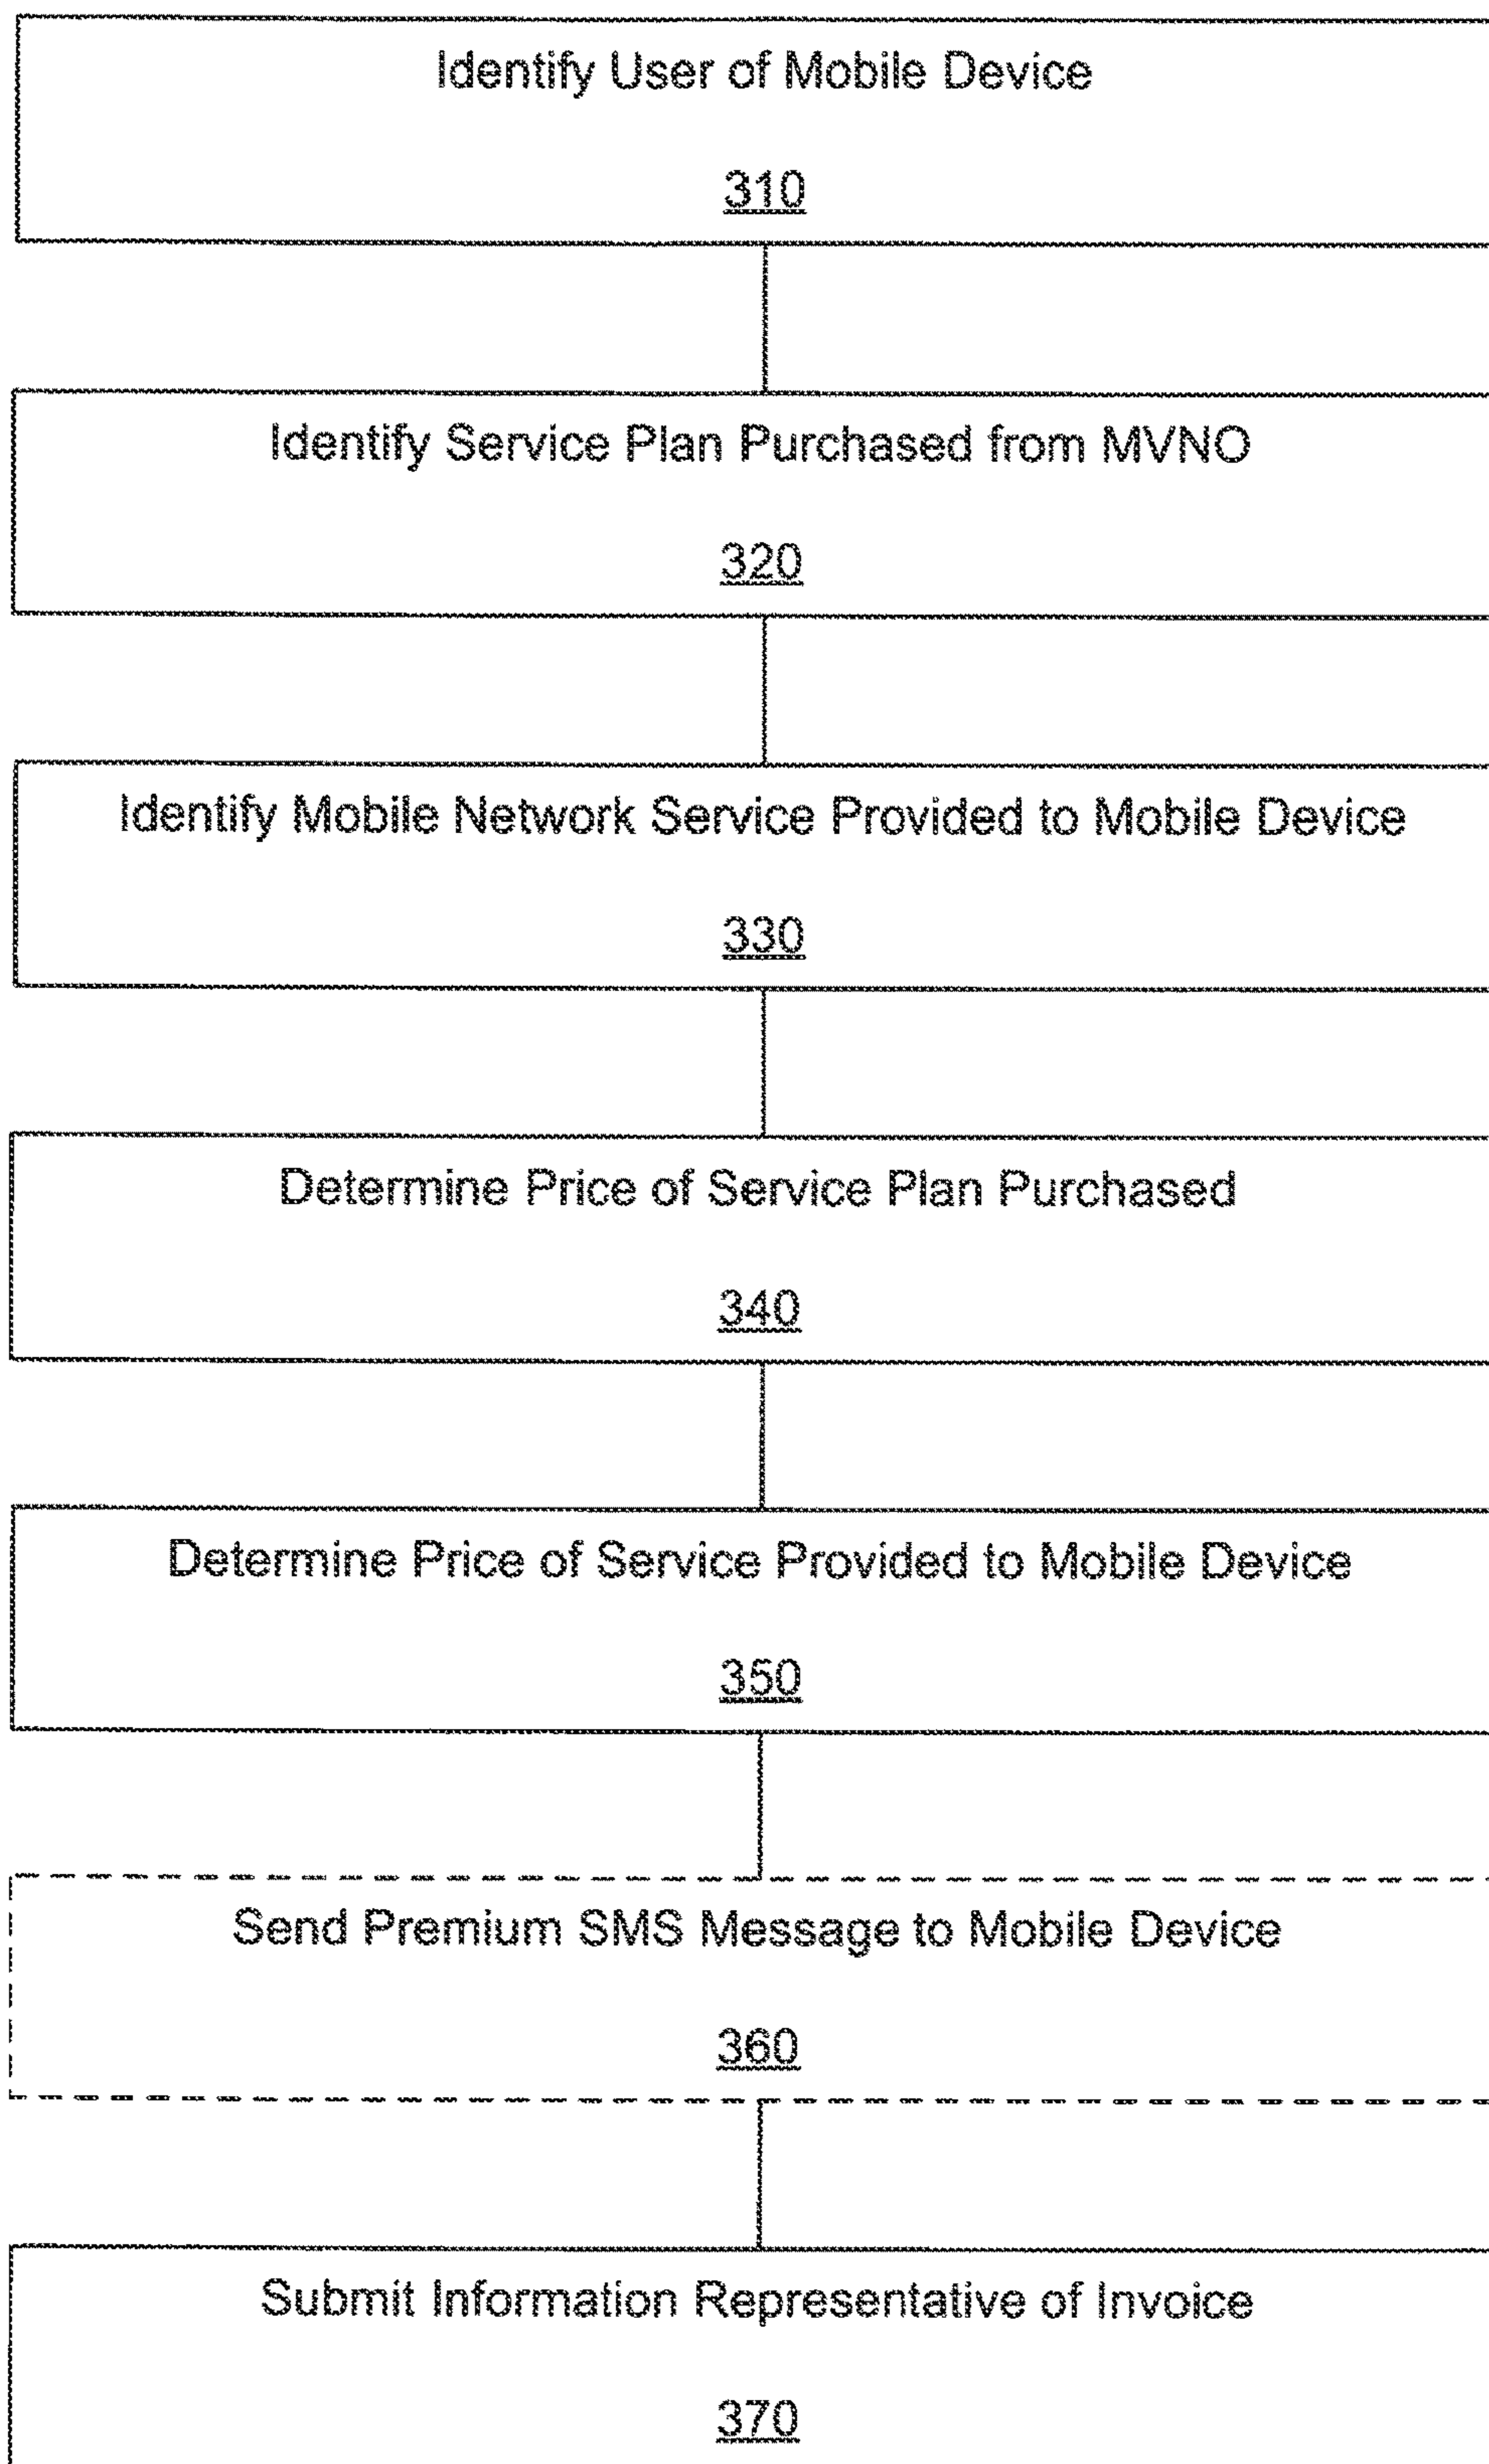 Identify User of Mobile Device
310
Identify Service Plan Purchased from MVNO
320
Identify Mobile Network Service Provided to Mobile Device
330
Determine Price of Service Plan Purchased
340
Determine Price of Service Provided to Mobile Device
350
Send Premium SMS Message to Mobile Device
360
Submit Information Representative of Invoice
370